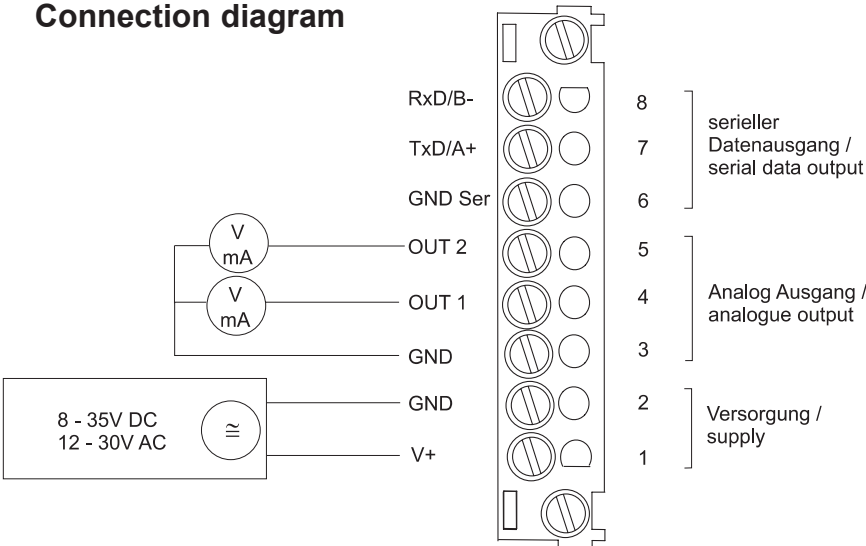 Connection diagram
RxD/B-
8
TxD/A+
7
GND Ser
6
serieller
Datenausgang /
serial data output
V
mA
OUT 2
5
V
mA
OUT 1
4
GND
3
Analog Ausgang /
analogue output
8 - 35V DC
12 - 30V AC
≅
GND
2
V+
1
Versorgung /
supply